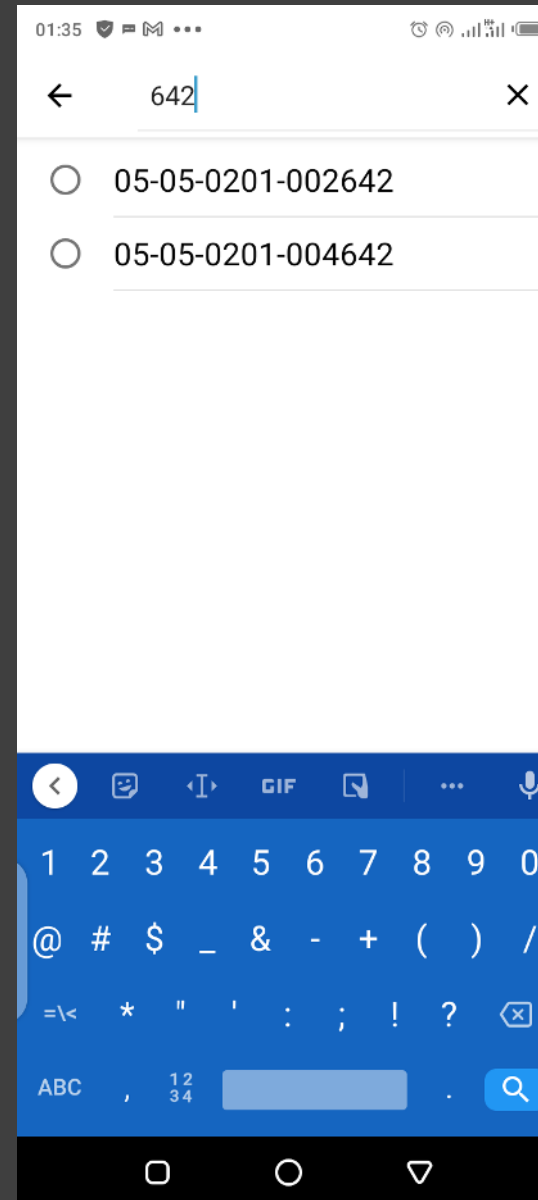 01:35
642
05-05-0201-002642
05-05-0201-004642
GIF
1 2 3 4 5 6 7 8 9 0
@ # $ _ & - + ( ) /
=\< * " ' : ; ! ?
ABC , 12 34 .